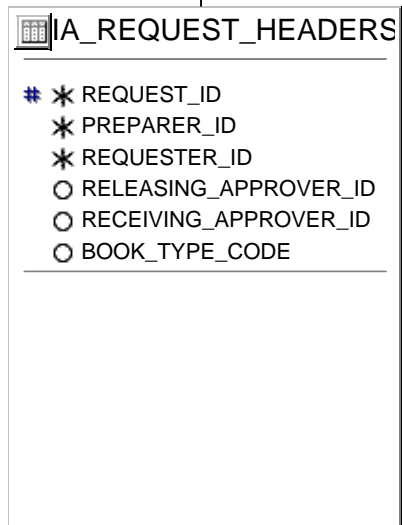 IA_REQUEST_HEADERS
# * REQUEST_ID
* PREPARER_ID
* REQUESTER_ID
RELEASING_APPROVER_ID
RECEIVING_APPROVER_ID
BOOK_TYPE_CODE